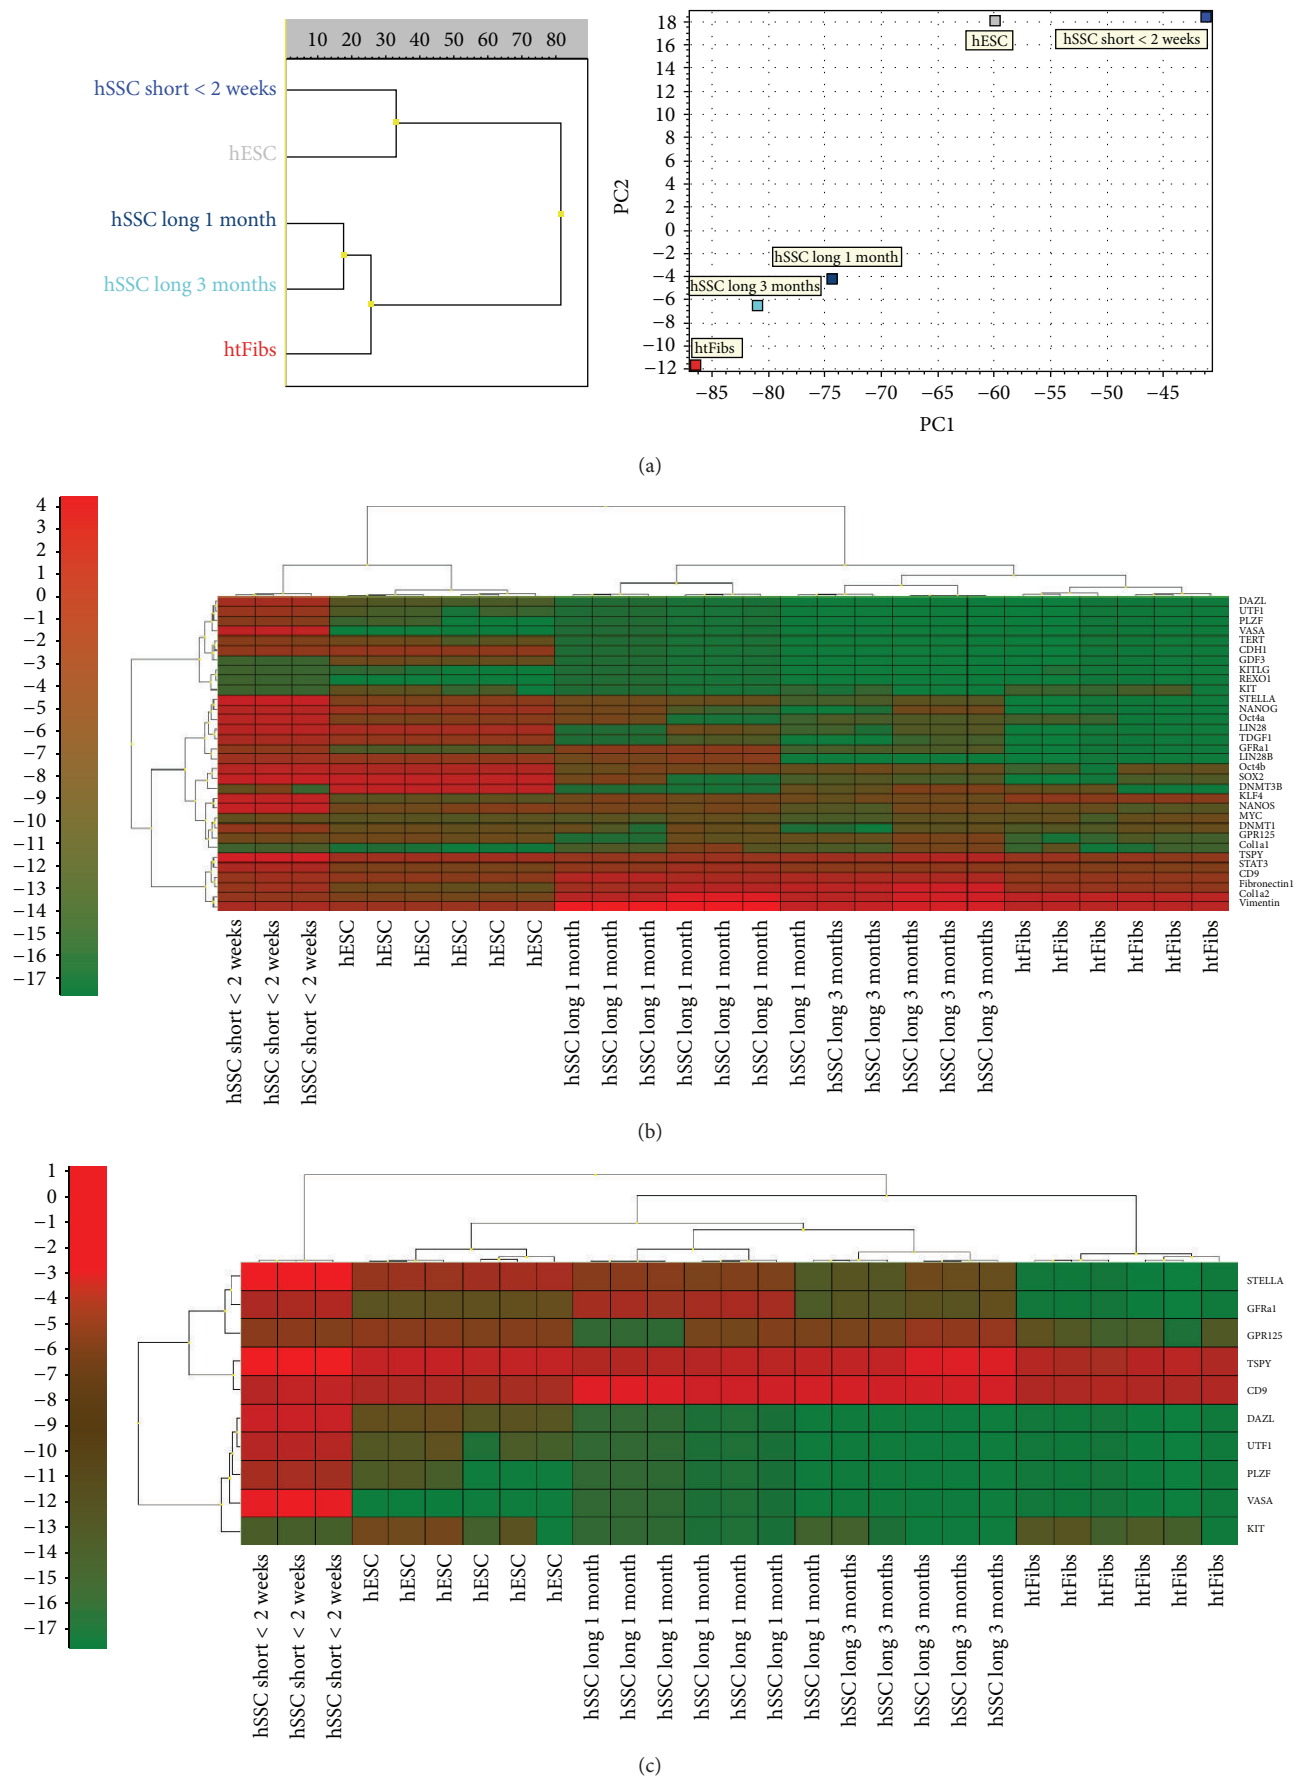 10 20 30 40 50 60 70 80
hSSC short < 2 weeks
hESC
hSSC long 1 month
hSSC long 3 months
htFibs
PC2
18
16
14
12
10
8
6
4
2
0
−2
−4
−6
−8
−10
−12
hESC
hSSC short < 2 weeks
hSSC long 1 month
hSSC long 3 months
htFibs
−85 −80 −75 −70 −65 −60 −55 −50 −45
PC1
(a)
4
3
2
1
0
−1
−2
−3
−4
−5
−6
−7
−8
−9
−10
−11
−12
−13
−14
−15
−16
−17
DAZL
UTF1
PLZF
VASA
TERT
CDH1
GDF3
KITLG
REXO1
KIT
STELLA
NANOG
Oct4a
LIN28
TDGF1
GFRa1
LIN28B
Oct4b
SOX2
DNMT3B
KLF4
NANOS
MYC
DNMT1
GPR125
Col1a1
TSPY
STAT3
CD9
Fibronectin1
Col1a2
Vimentin
hSSC short < 2 weeks
hSSC short < 2 weeks
hSSC short < 2 weeks
hESC
hESC
hESC
hESC
hESC
hESC
hSSC long 1 month
hSSC long 1 month
hSSC long 1 month
hSSC long 1 month
hSSC long 1 month
hSSC long 1 month
hSSC long 1 month
hSSC long 3 months
hSSC long 3 months
hSSC long 3 months
hSSC long 3 months
hSSC long 3 months
htFibs
htFibs
htFibs
htFibs
htFibs
htFibs
(b)
1
0
−1
−2
−3
−4
−5
−6
−7
−8
−9
−10
−11
−12
−13
−14
−15
−16
−17
STELLA
GFRa1
GPR125
TSPY
CD9
DAZL
UTF1
PLZF
VASA
KIT
hSSC short < 2 weeks
hSSC short < 2 weeks
hSSC short < 2 weeks
hESC
hESC
hESC
hESC
hESC
hESC
hSSC long 1 month
hSSC long 1 month
hSSC long 1 month
hSSC long 1 month
hSSC long 1 month
hSSC long 1 month
hSSC long 1 month
hSSC long 3 months
hSSC long 3 months
hSSC long 3 months
hSSC long 3 months
hSSC long 3 months
htFibs
htFibs
htFibs
htFibs
htFibs
htFibs
(c)